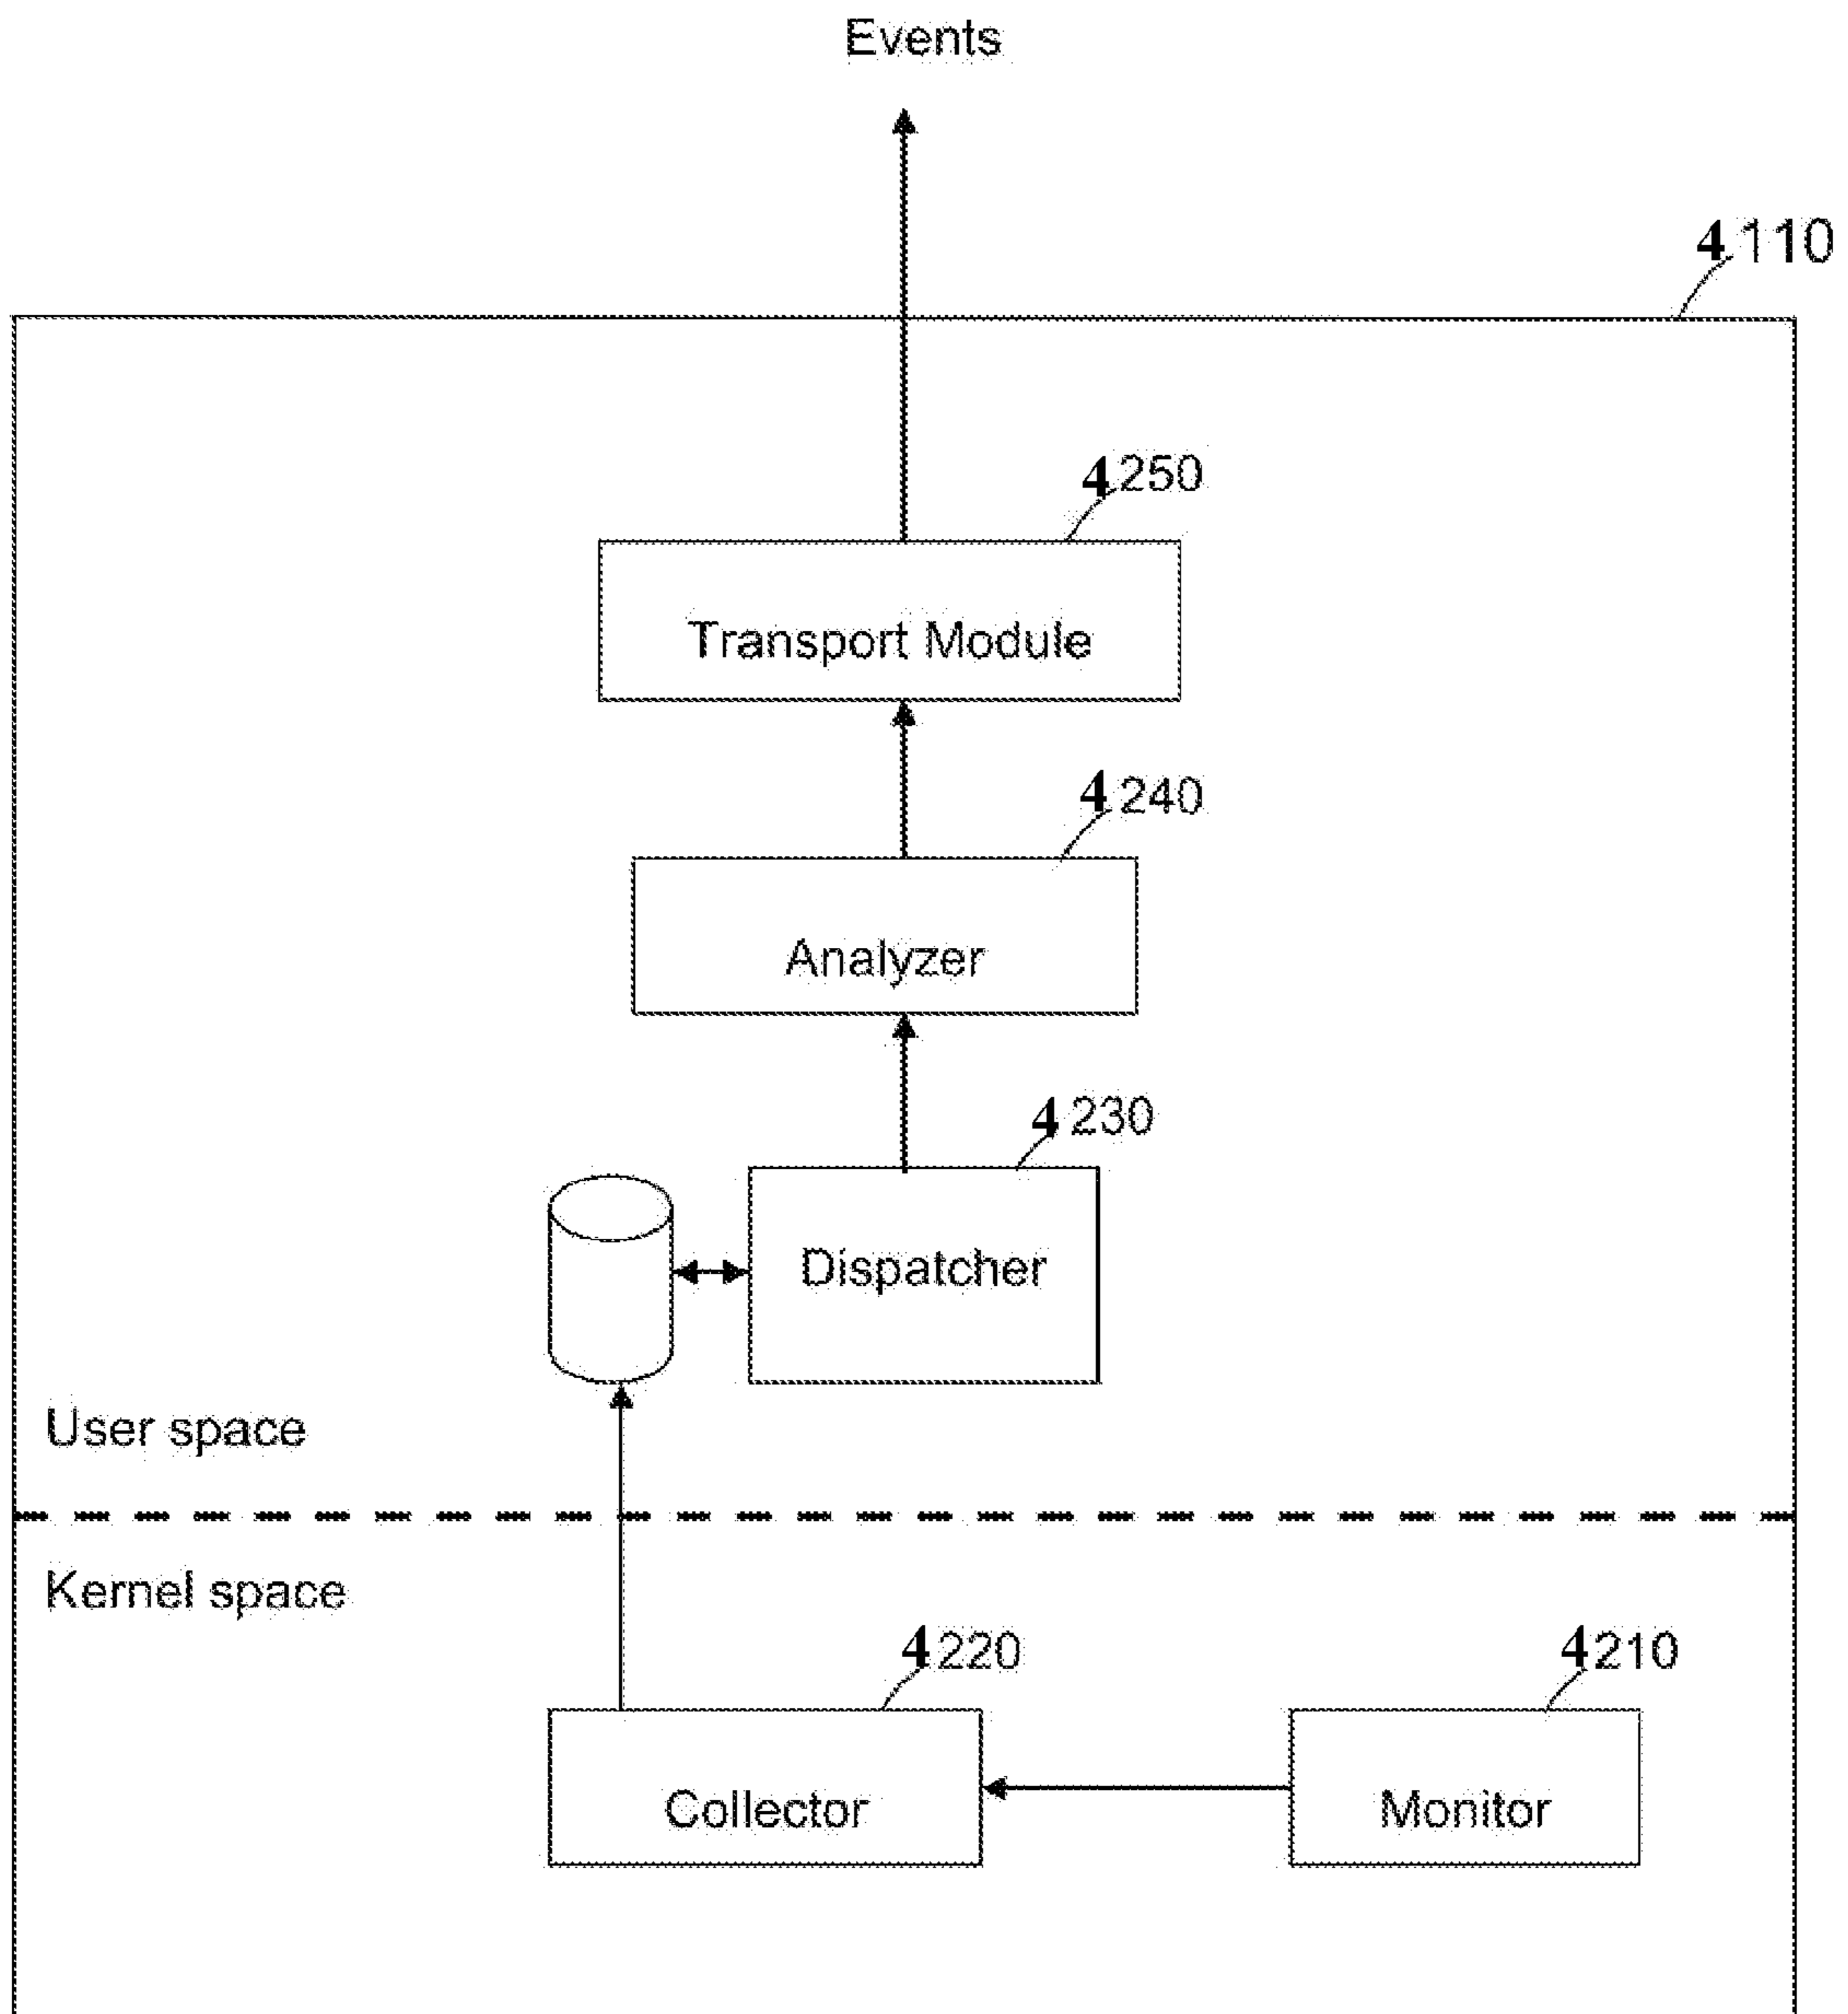 Events
4110
4250
Transport Module
4240
Analyzer
4230
Dispatcher
User space
Kernel space
4220
4210
Collector
Monitor